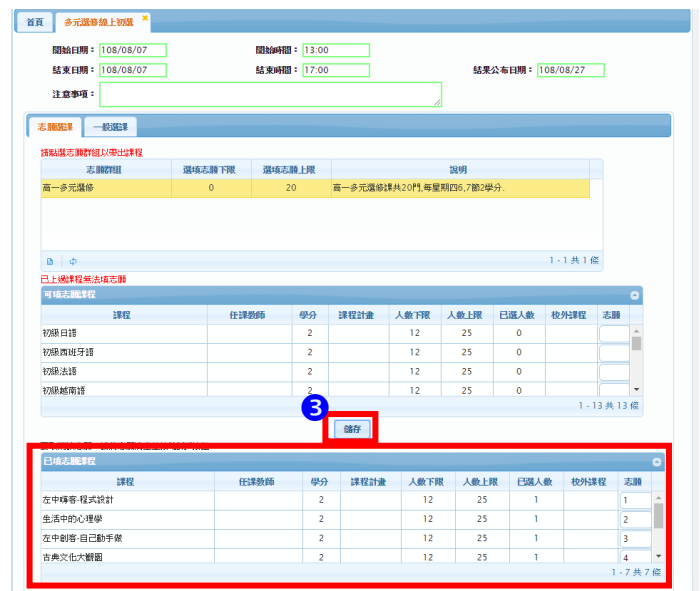 首頁 多元選修線上初選
開始日期： 108/08/07 開始時間： 13:00
結束日期： 108/08/07 結束時間： 17:00 結果公布日期： 108/08/27
注意事項：
志願選課 一般選課
請點選志願群組以帶出課程
志願群組 選填志願下限 選填志願上限 說明
高一多元選修 0 20 高一多元選修課共20門,每星期四6,7節2學分.
1 - 1 共 1 條
已上過課程無法填志願
可填志願課程
課程 任課教師 學分 課程計畫 人數下限 人數上限 已選人數 校外課程 志願
初級日語 2 12 25 0
初級西班牙語 2 12 25 0
初級法語 2 12 25 0
初級越南語 2 12 25 0
1 - 13 共 13 條
3
儲存
已填志願課程
課程 任課教師 學分 課程計畫 人數下限 人數上限 已選人數 校外課程 志願
左中嗨客-程式設計 2 12 25 1 1
生活中的心理學 2 12 25 1 2
左中創客-自己動手做 2 12 25 1 3
古典文化大觀園 2 12 25 1 4
1 - 7 共 7 條